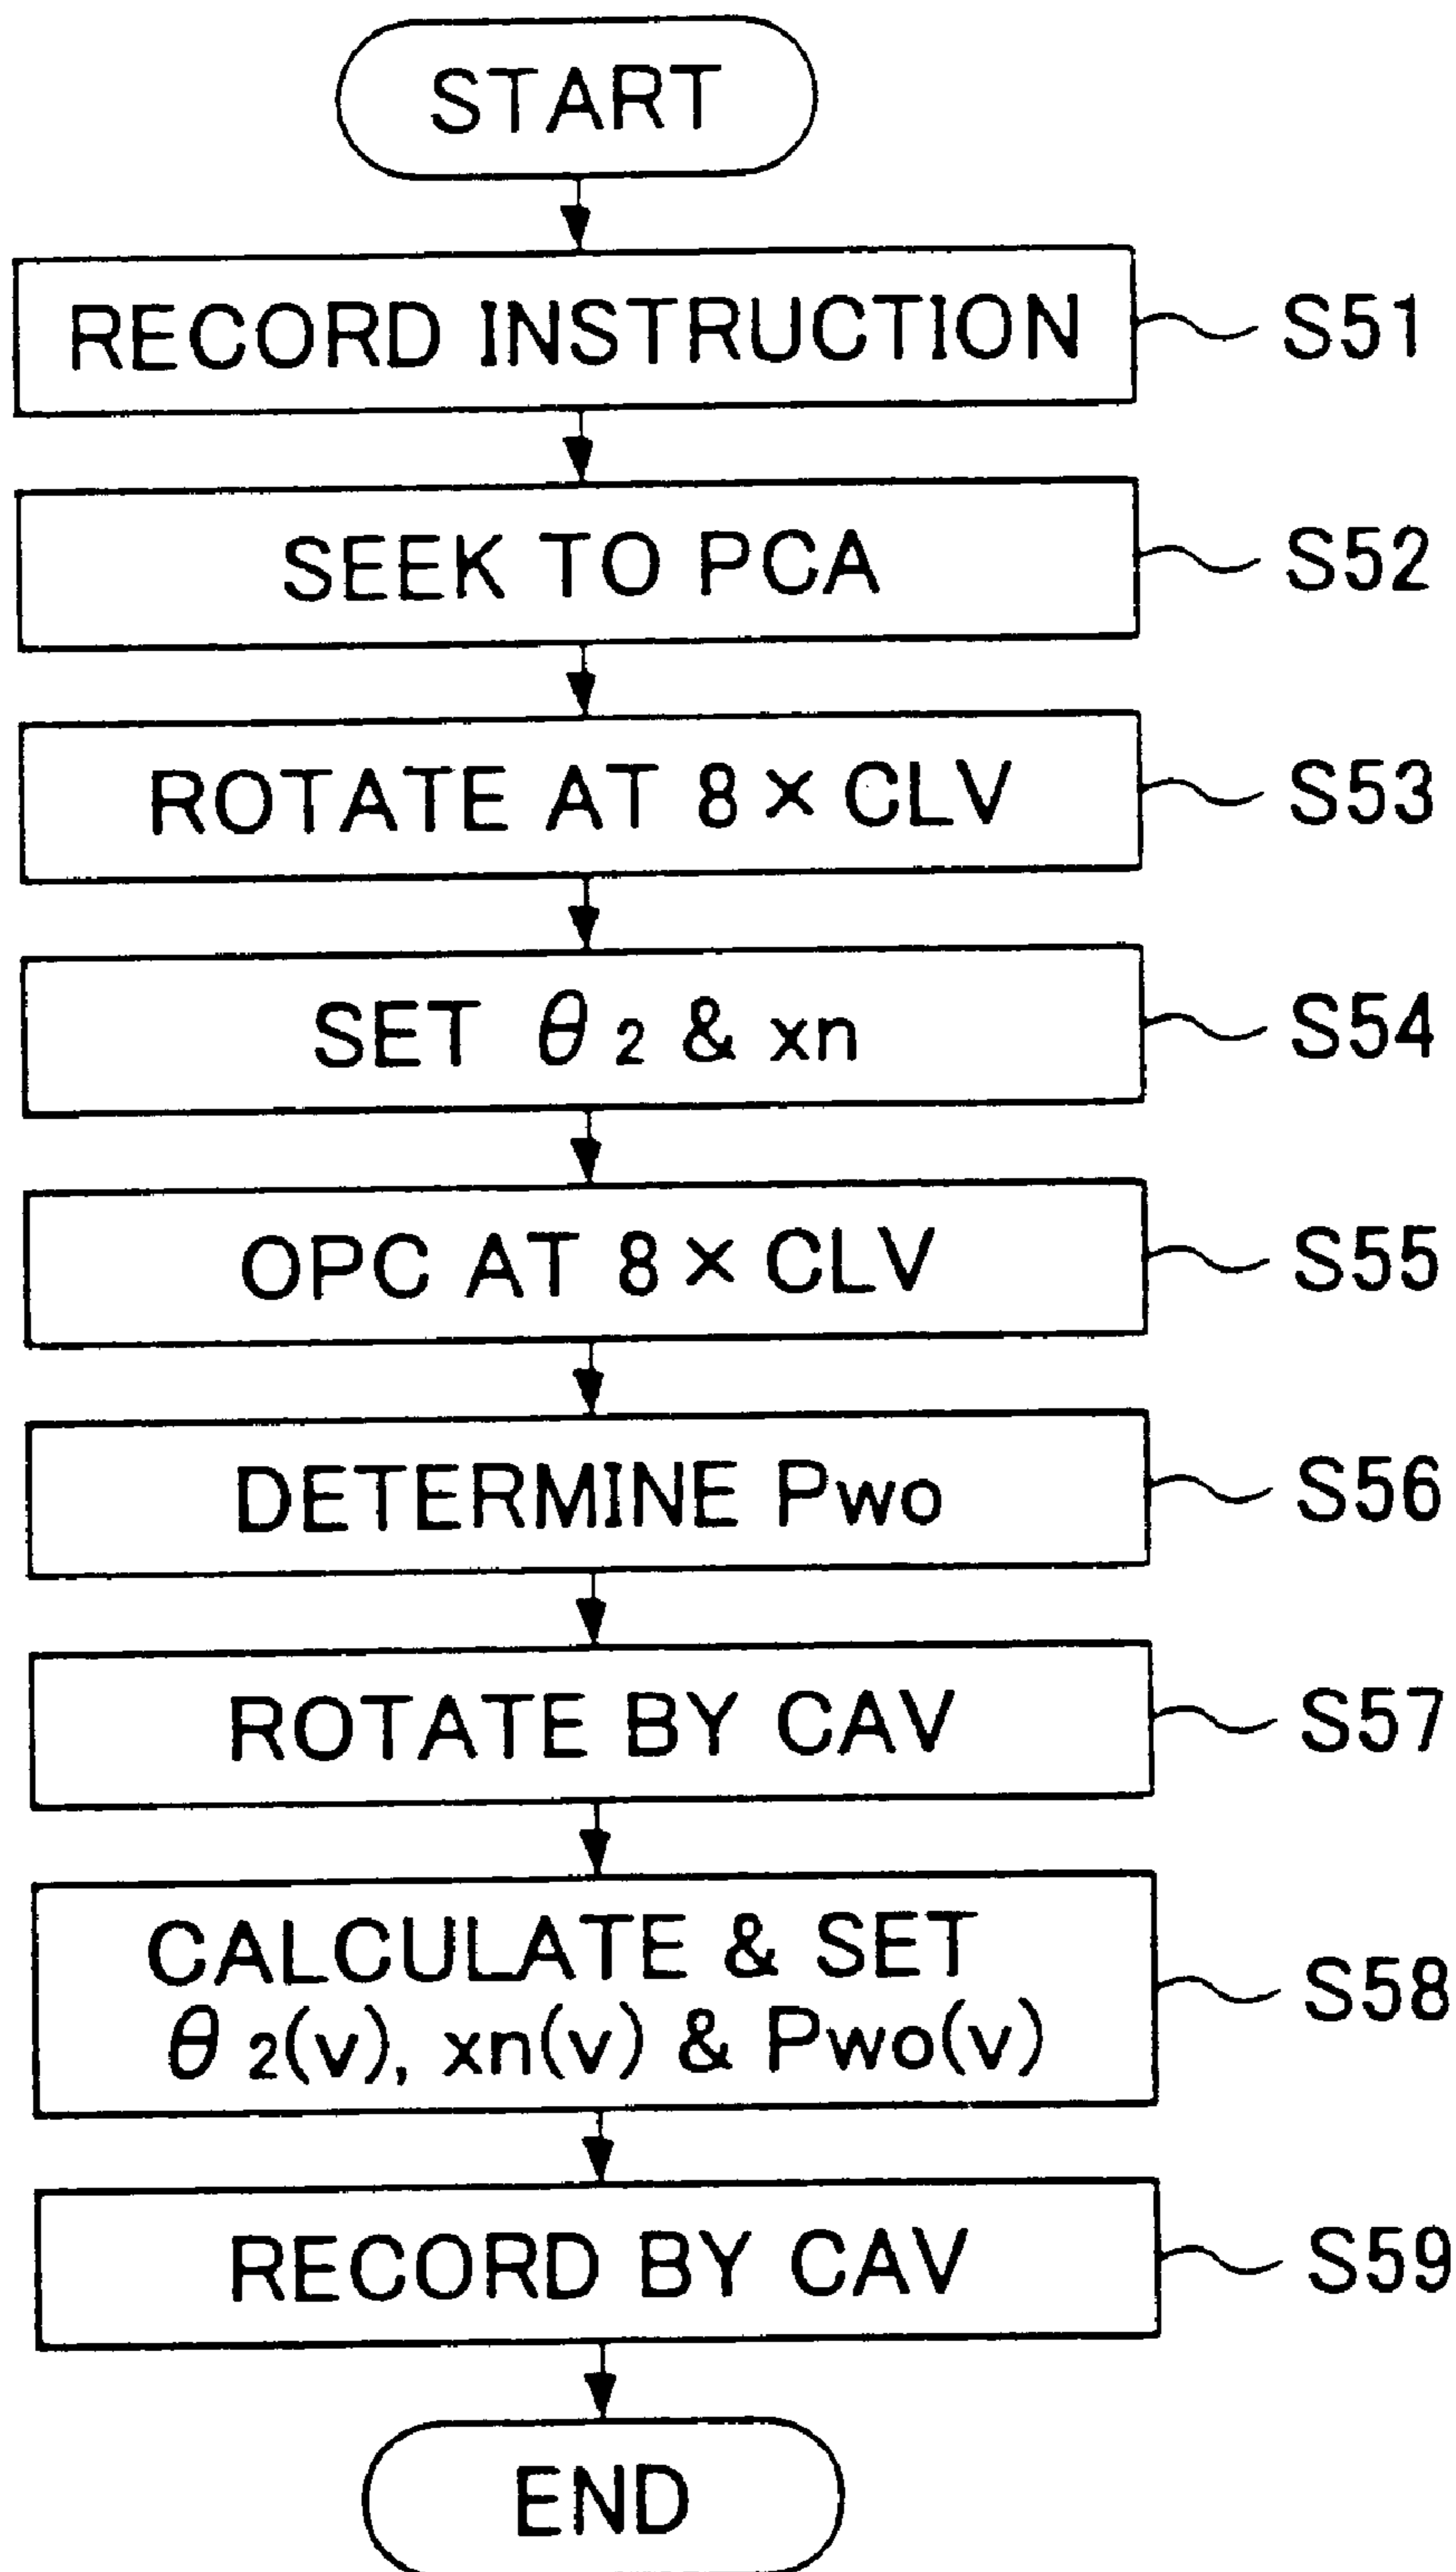 START
RECORD INSTRUCTION S51
SEEK TO PCA S52
ROTATE AT 8 × CLV S53
SET θ2 & xn S54
OPC AT 8 × CLV S55
DETERMINE Pwo S56
ROTATE BY CAV S57
CALCULATE & SET
θ2(v), xn(v) & Pwo(v) S58
RECORD BY CAV S59
END